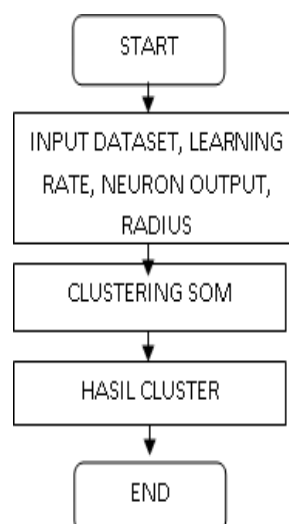 START
INPUT DATASET, LEARNING
RATE, NEURON OUTPUT,
RADIUS
CLUSTERING SOM
HASIL CLUSTER
END